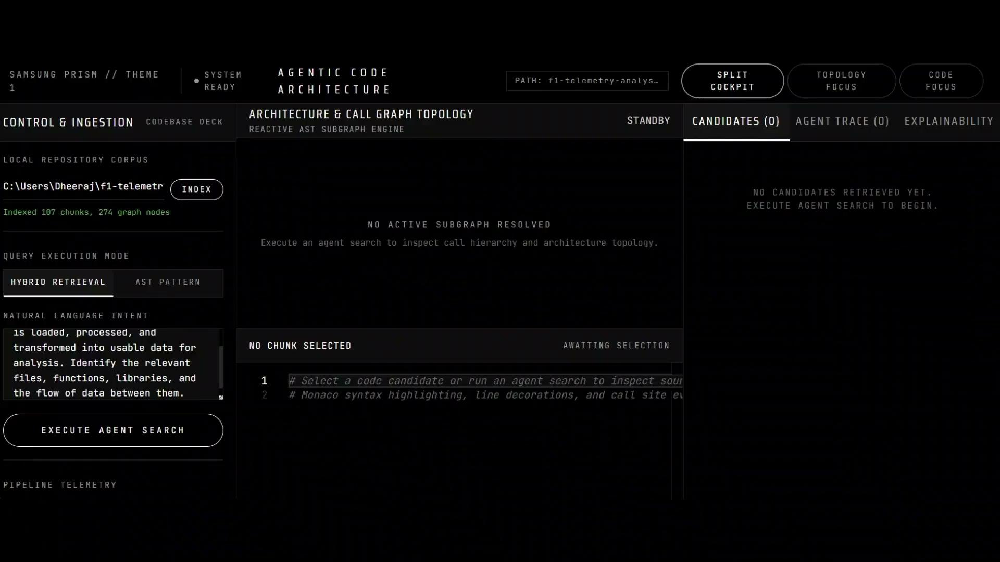 SAMSUNG PRISM // THEME
1
SYSTEM
READY
AGENTIC CODE
ARCHITECTURE
PATH: f1-telemetry-analys…
SPLIT
COCKPIT
TOPOLOGY
FOCUS
CODE
FOCUS
CONTROL & INGESTION
CODEBASE DECK
LOCAL REPOSITORY CORPUS
C:\Users\Dheeraj\f1-telemetr
INDEX
Indexed 107 chunks, 274 graph nodes
QUERY EXECUTION MODE
HYBRID RETRIEVAL
AST PATTERN
NATURAL LANGUAGE INTENT
is loaded, processed, and
transformed into usable data for
analysis. Identify the relevant
files, functions, libraries, and
the flow of data between them.
EXECUTE AGENT SEARCH
PIPELINE TELEMETRY
ARCHITECTURE & CALL GRAPH TOPOLOGY
REACTIVE AST SUBGRAPH ENGINE
STANDBY
NO ACTIVE SUBGRAPH RESOLVED
Execute an agent search to inspect call hierarchy and architecture topology.
NO CHUNK SELECTED
AWAITING SELECTION
1 # Select a code candidate or run an agent search to inspect sour
2 # Monaco syntax highlighting, line decorations, and call site ev
CANDIDATES (0)
AGENT TRACE (0)
EXPLAINABILITY
NO CANDIDATES RETRIEVED YET.
EXECUTE AGENT SEARCH TO BEGIN.